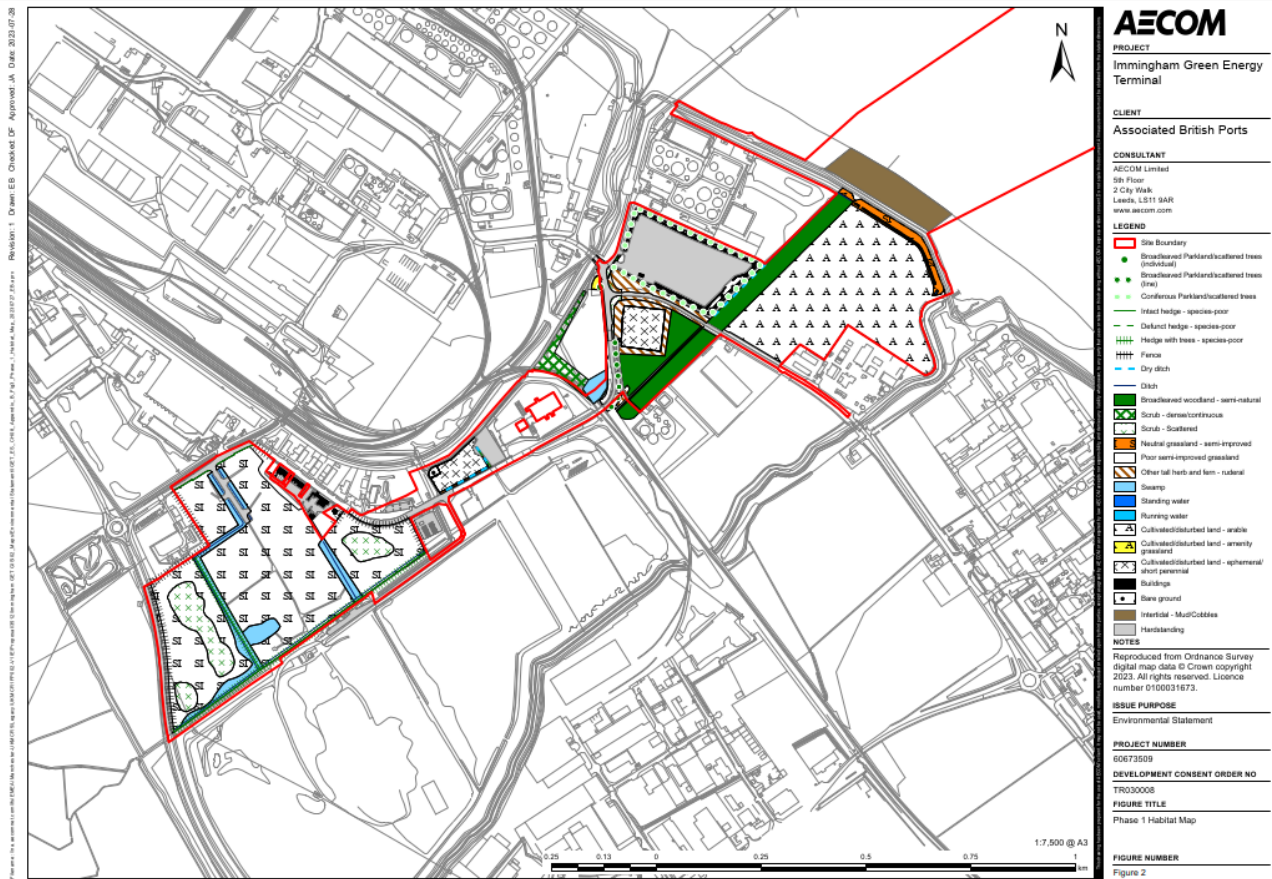 Revision: 1 Drawn: EB Checked: DF Approved: JA Date: 2023-07-28
N
1:7,500 @ A3
0.25
0.13
0
0.25
0.5
0.75
1
km
AECOM
PROJECT
Immingham Green Energy
Terminal
CLIENT
Associated British Ports
CONSULTANT
AECOM Limited
5th Floor
2 City Walk
Leeds, LS11 9AR
www.aecom.com
LEGEND
Site Boundary
Broadleaved Parkland/scattered trees
(individual)
Broadleaved Parkland/scattered trees
(line)
Coniferous Parkland/scattered trees
Intact hedge - species-poor
Defunct hedge - species-poor
Hedge with trees - species-poor
Fence
Dry ditch
Ditch
Broadleaved woodland - semi-natural
Scrub - dense/continuous
Scrub - Scattered
Neutral grassland - semi-improved
Poor semi-improved grassland
Other tall herb and fern - ruderal
Swamp
Standing water
Running water
Cultivated/disturbed land - arable
Cultivated/disturbed land - amenity
grassland
Cultivated/disturbed land - ephemeral/
short perennial
Buildings
Bare ground
Intertidal - Mud/Cobbles
Hardstanding
NOTES
Reproduced from Ordnance Survey
digital map data © Crown copyright
2023. All rights reserved. Licence
number 0100031673.
ISSUE PURPOSE
Environmental Statement
PROJECT NUMBER
60673509
DEVELOPMENT CONSENT ORDER NO
TR030008
FIGURE TITLE
Phase 1 Habitat Map
FIGURE NUMBER
Figure 2